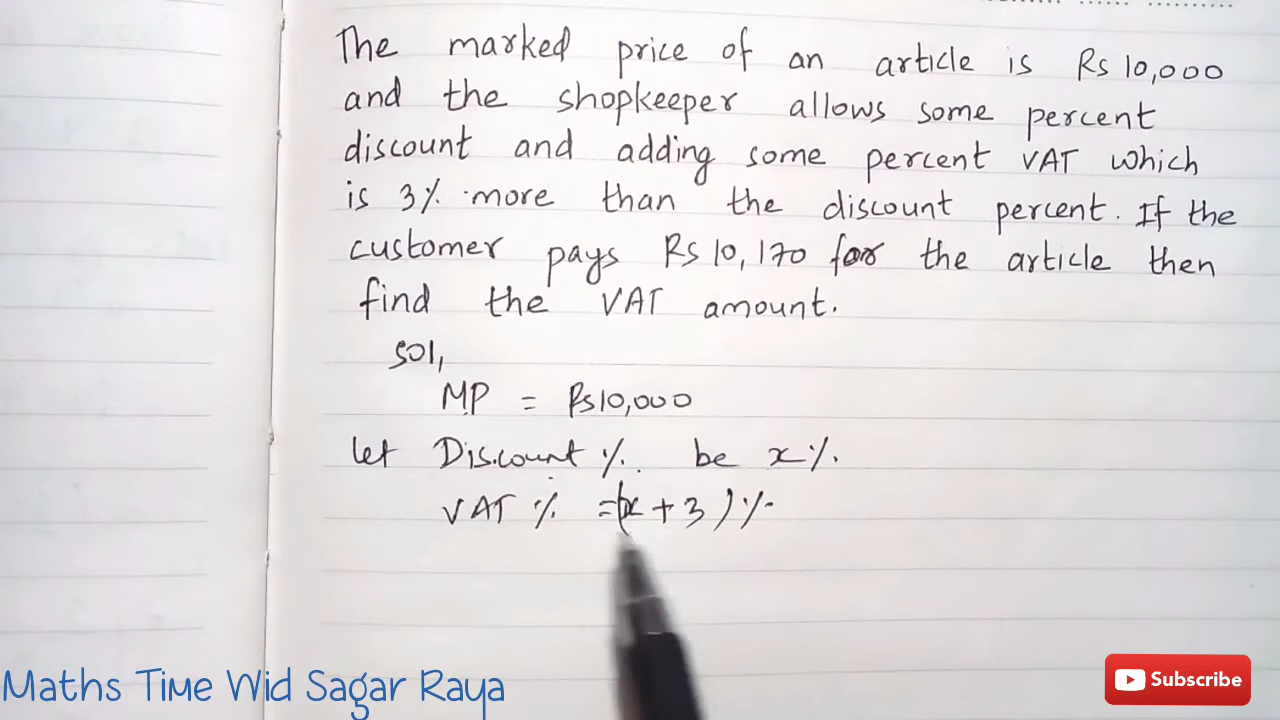 The marked price of an article is Rs 10,000
and the shopkeeper allows some percent
discount and adding some percent VAT which
is 3% more than the discount percent. If the
customer pays Rs 10,170 for the article then
find the VAT amount.
Sol,
MP = Rs 10,000
let Discount % be x%.
VAT % = (x + 3)%
Maths Time Wid Sagar Raya
Subscribe